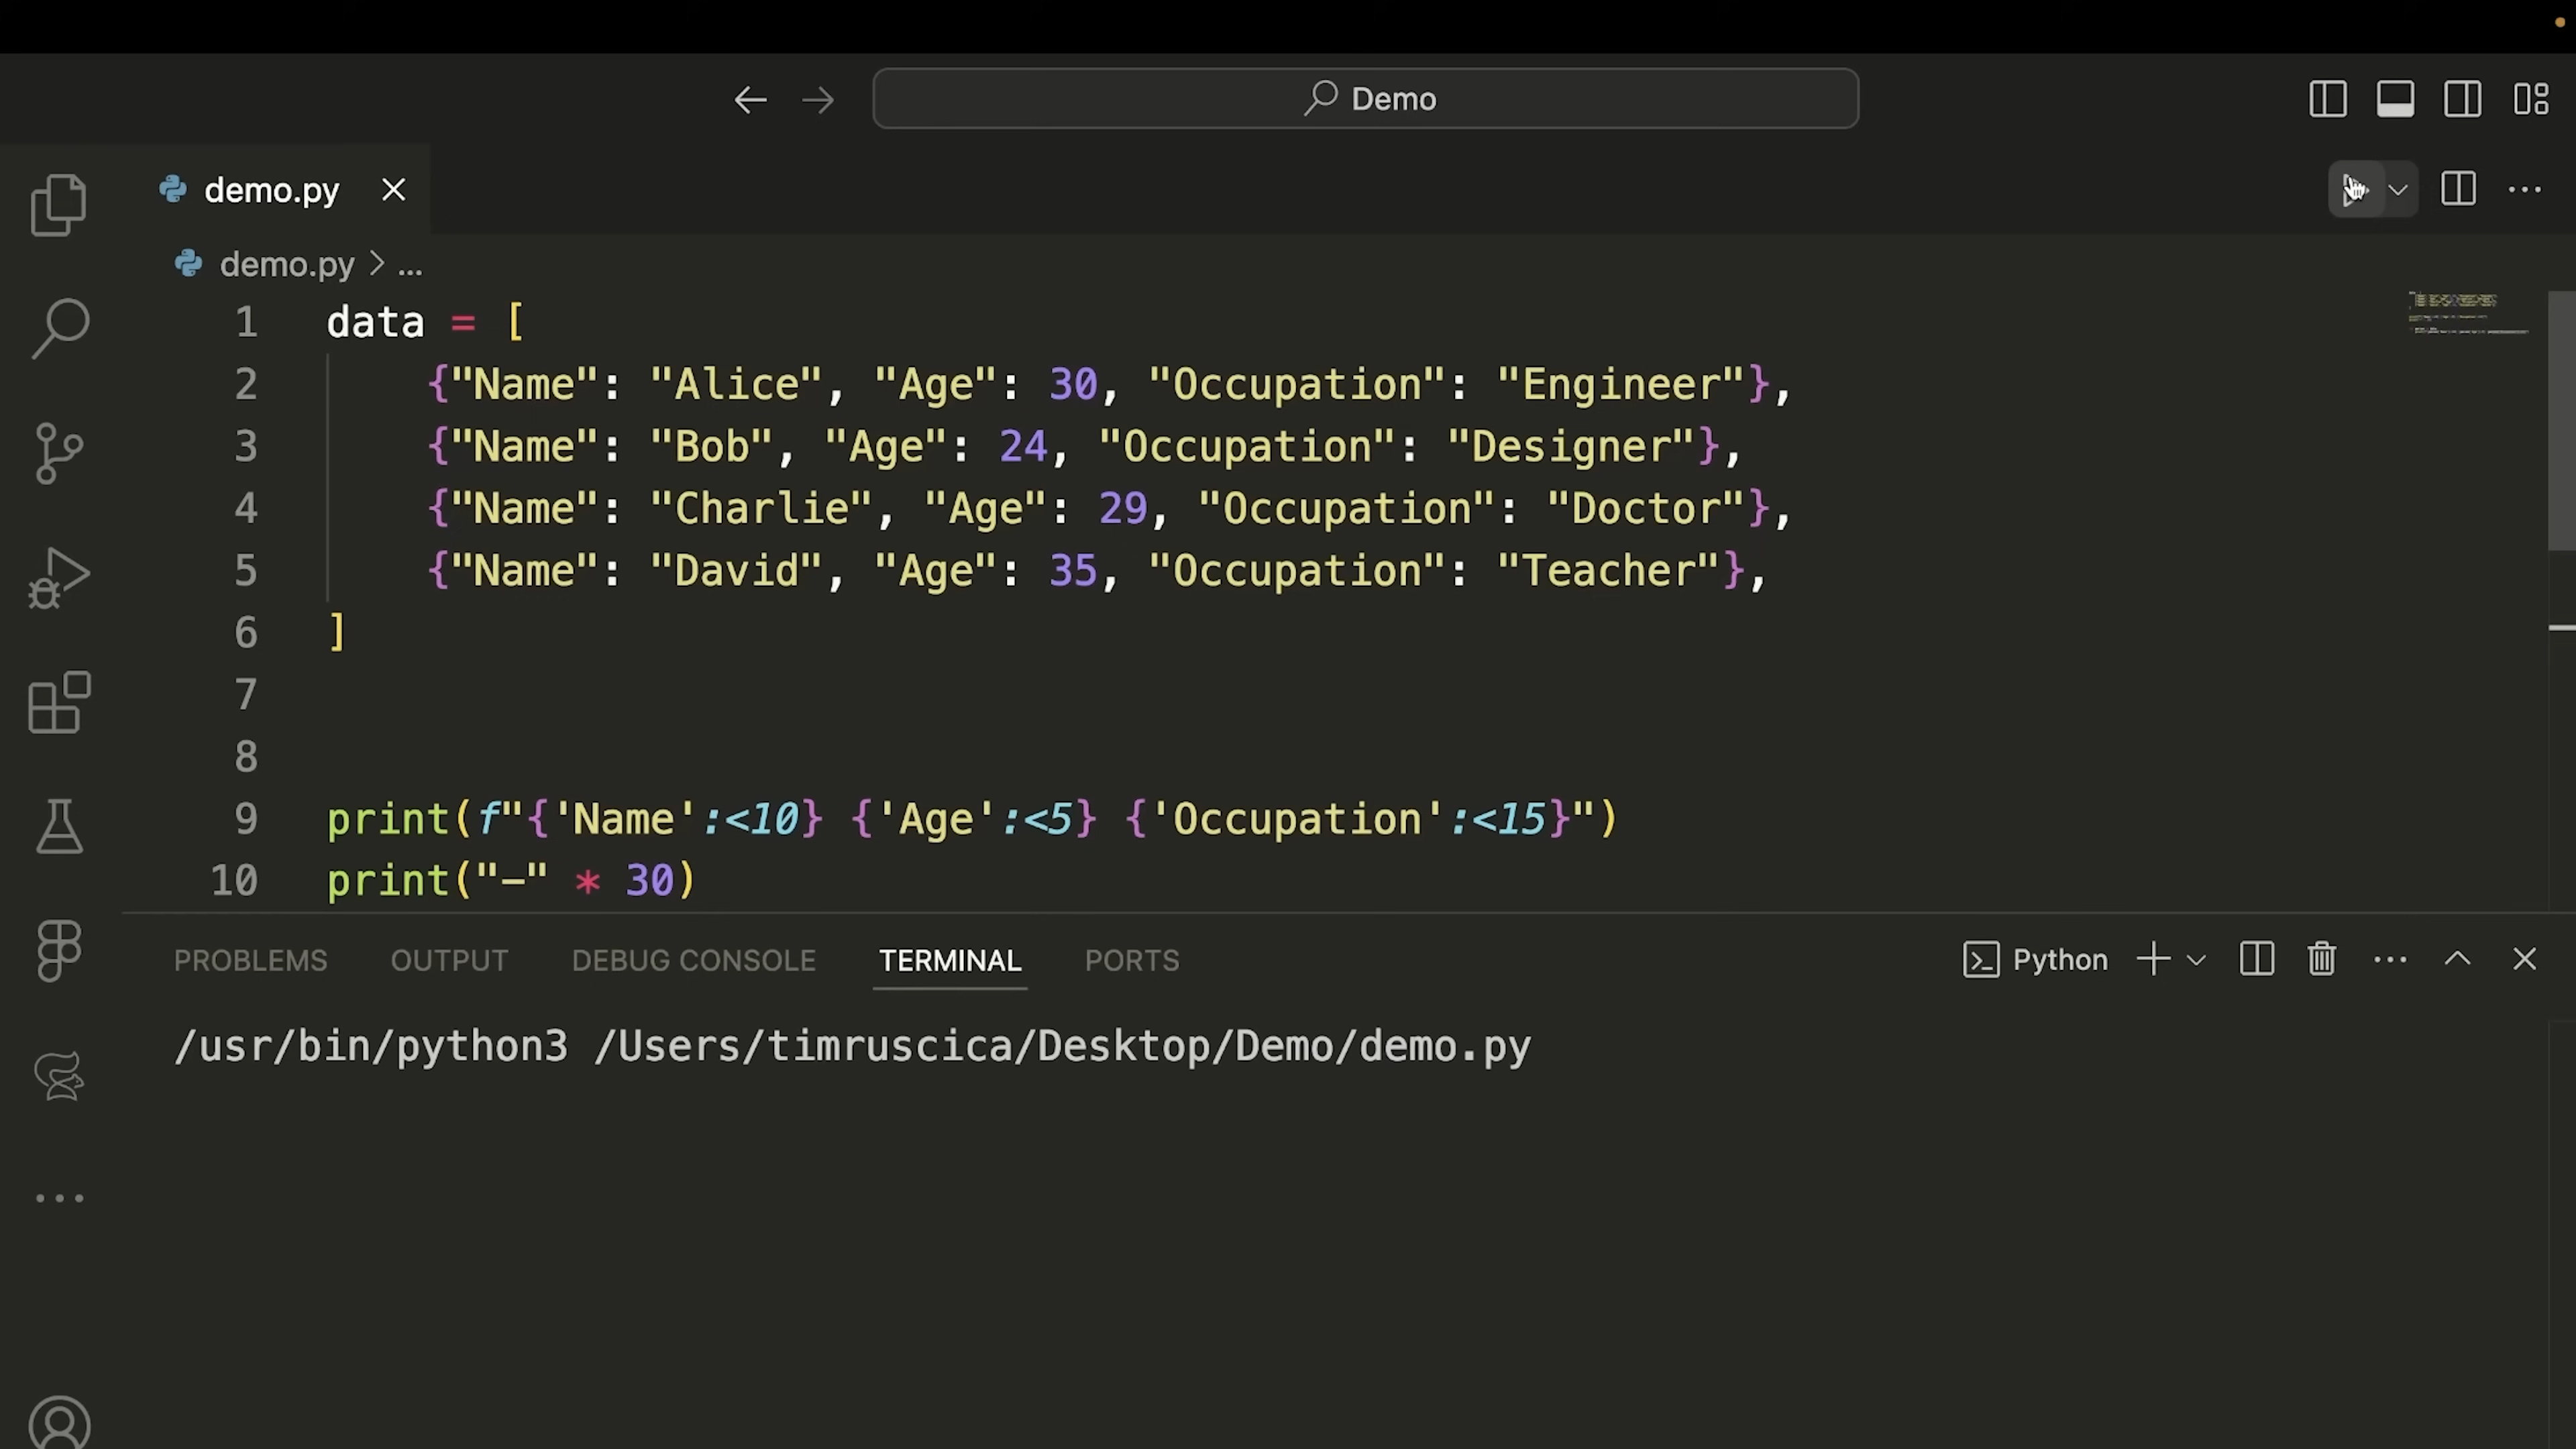 Demo
demo.py
demo.py > ...
1 data = [
2     {"Name": "Alice", "Age": 30, "Occupation": "Engineer"},
3     {"Name": "Bob", "Age": 24, "Occupation": "Designer"},
4     {"Name": "Charlie", "Age": 29, "Occupation": "Doctor"},
5     {"Name": "David", "Age": 35, "Occupation": "Teacher"},
6 ]
7
8
9 print(f"{'Name':<10} {'Age':<5} {'Occupation':<15}")
10 print("-" * 30)
PROBLEMS OUTPUT DEBUG CONSOLE TERMINAL PORTS Python
/usr/bin/python3 /Users/timruscica/Desktop/Demo/demo.py